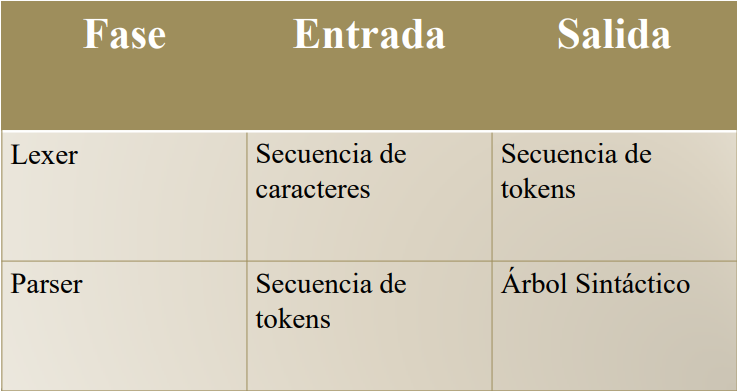 Fase Entrada Salida
Lexer Secuencia de caracteres Secuencia de tokens
Parser Secuencia de tokens Árbol Sintáctico